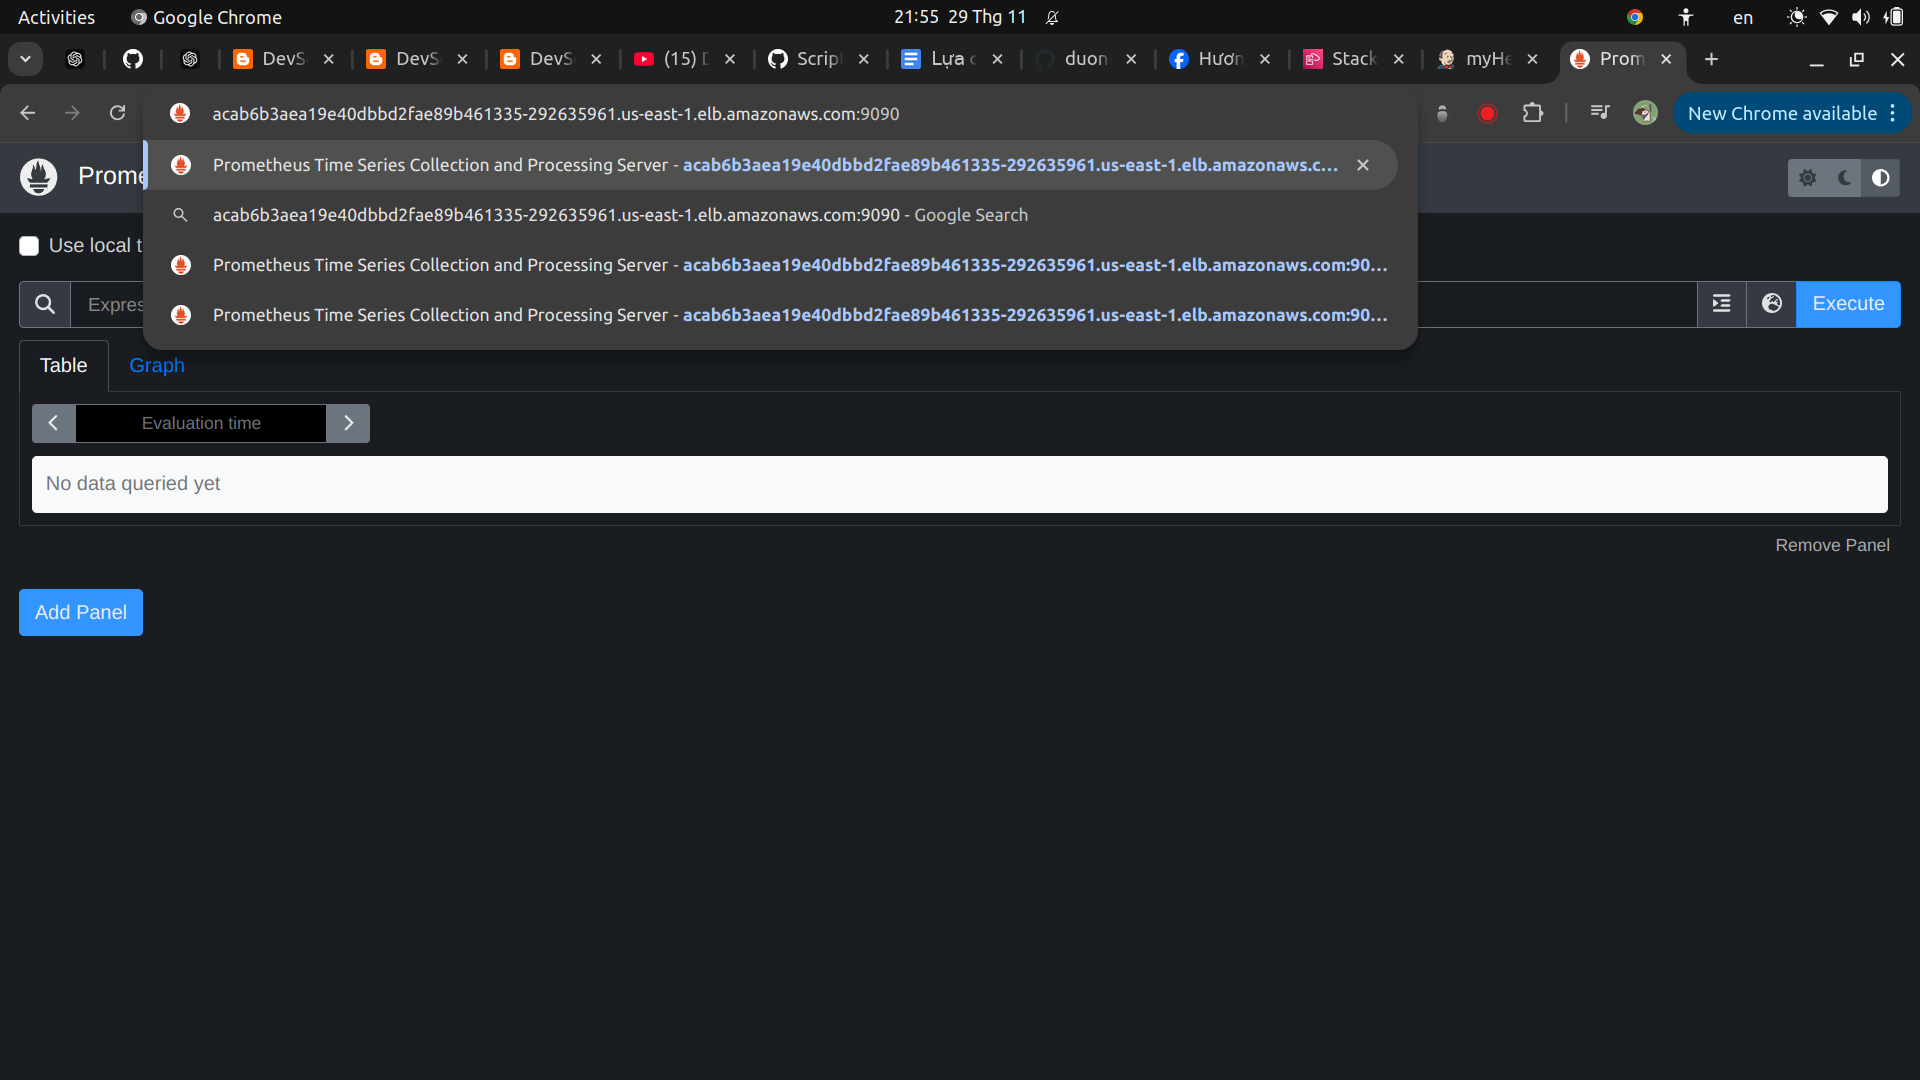 Activities Google Chrome 21:55 29 Thg 11 en
DevS DevS DevS (15) D Scrip Lựa c duon Hươn Stack myHe Prom
acab6b3aea19e40dbbd2fae89b461335-292635961.us-east-1.elb.amazonaws.com:9090 New Chrome available
Prometheus Time Series Collection and Processing Server - acab6b3aea19e40dbbd2fae89b461335-292635961.us-east-1.elb.amazonaws.c...
Prome
acab6b3aea19e40dbbd2fae89b461335-292635961.us-east-1.elb.amazonaws.com:9090 - Google Search
Use local t
Prometheus Time Series Collection and Processing Server - acab6b3aea19e40dbbd2fae89b461335-292635961.us-east-1.elb.amazonaws.com:90...
Expres Execute
Prometheus Time Series Collection and Processing Server - acab6b3aea19e40dbbd2fae89b461335-292635961.us-east-1.elb.amazonaws.com:90...
Table Graph
Evaluation time
No data queried yet
Remove Panel
Add Panel